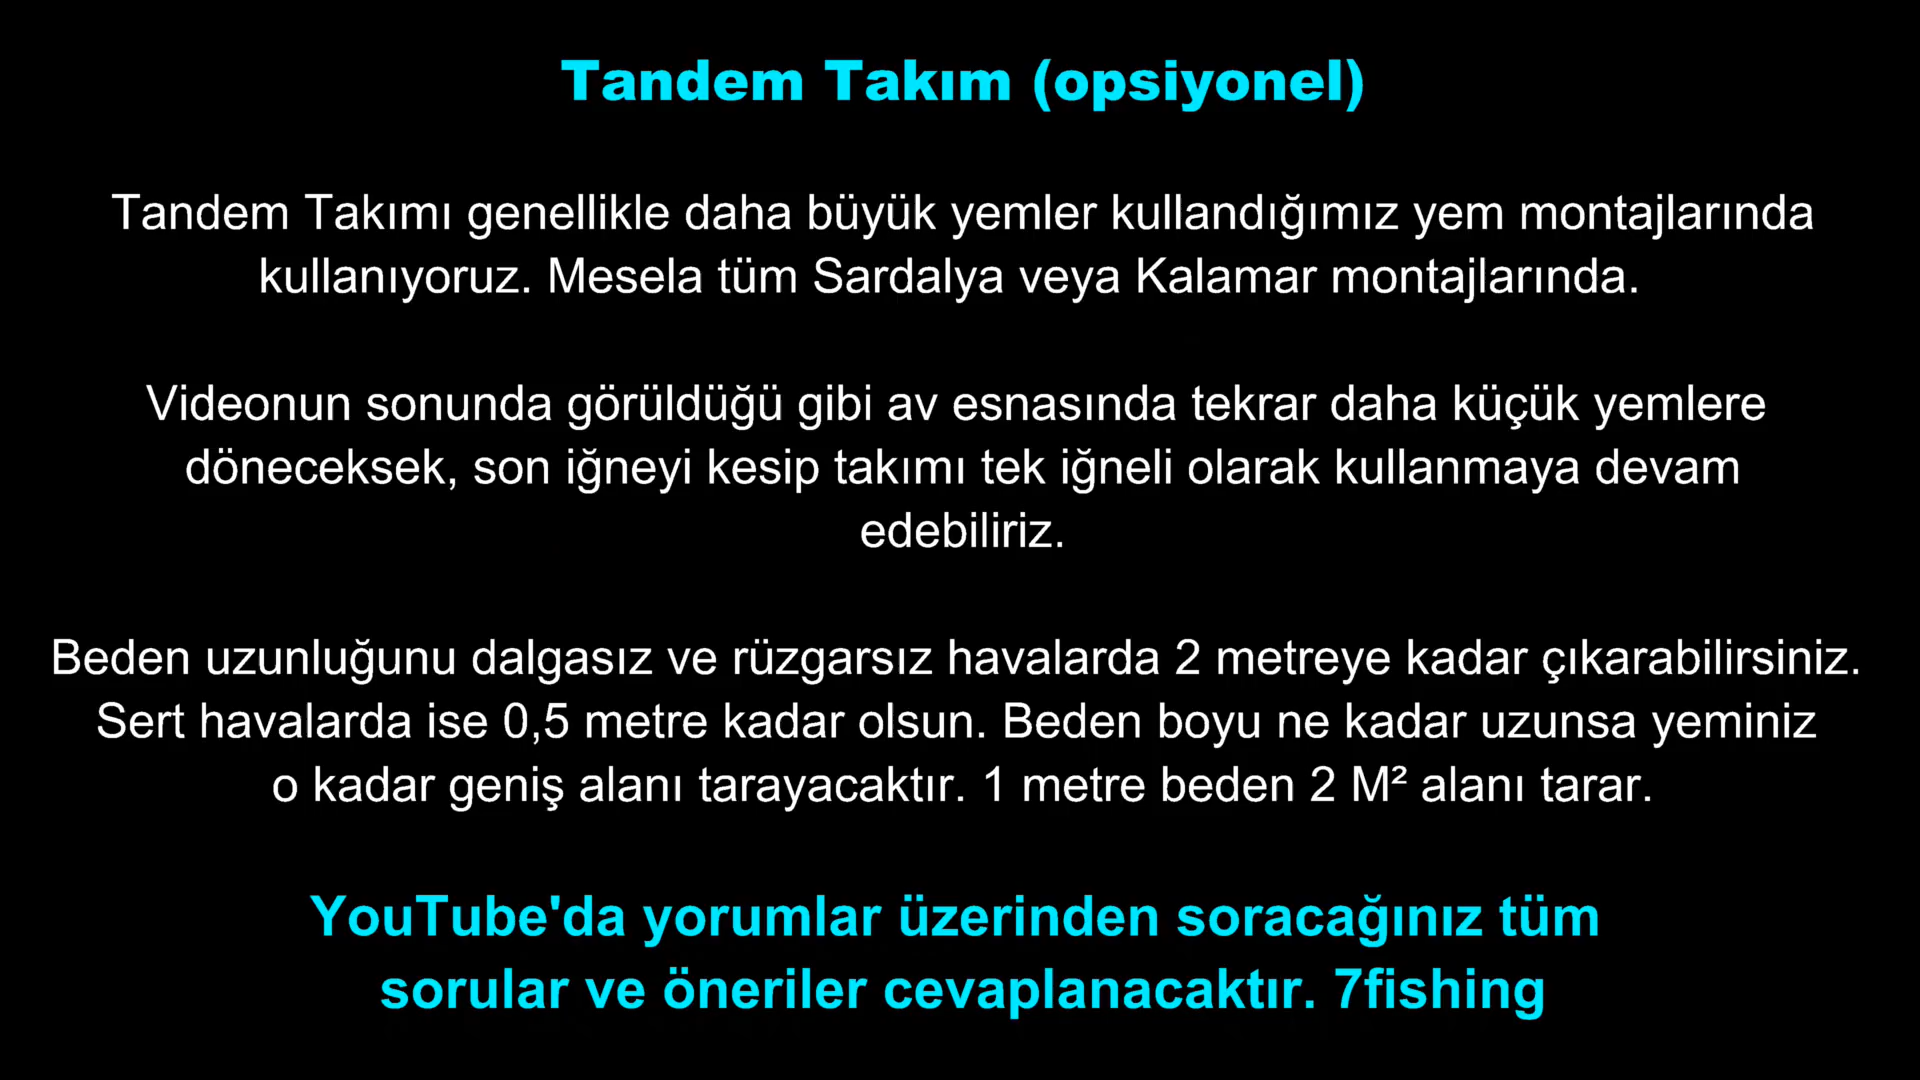 Tandem Takım (opsiyonel)
Tandem Takımı genellikle daha büyük yemler kullandığımız yem montajlarında
kullanıyoruz. Mesela tüm Sardalya veya Kalamar montajlarında.
Videonun sonunda görüldüğü gibi av esnasında tekrar daha küçük yemlere
döneceksek, son iğneyi kesip takımı tek iğneli olarak kullanmaya devam
edebiliriz.
Beden uzunluğunu dalgasız ve rüzgarsız havalarda 2 metreye kadar çıkarabilirsiniz.
Sert havalarda ise 0,5 metre kadar olsun. Beden boyu ne kadar uzunsa yeminiz
o kadar geniş alanı tarayacaktır. 1 metre beden 2 M² alanı tarar.
YouTube'da yorumlar üzerinden soracağınız tüm
sorular ve öneriler cevaplanacaktır. 7fishing